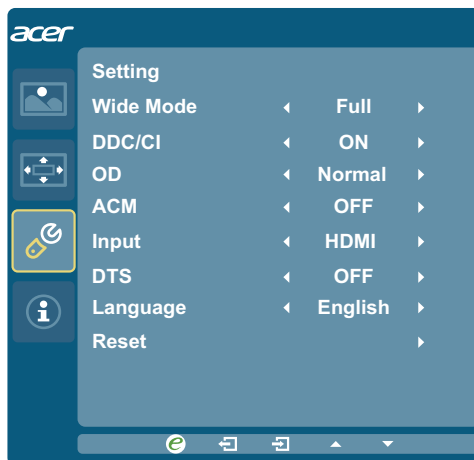 acer
Setting
Wide Mode Full
DDC/CI ON
OD Normal
ACM OFF
Input HDMI
DTS OFF
Language English
Reset
e